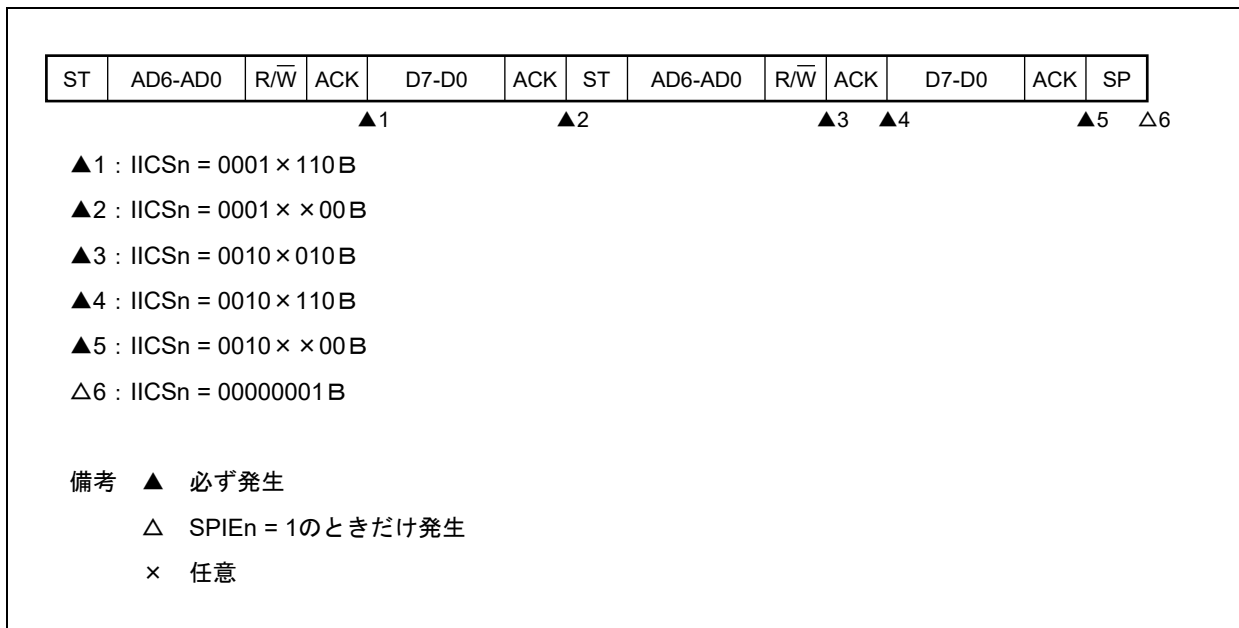 ST AD6-AD0 R/W̅ ACK D7-D0 ACK ST AD6-AD0 R/W̅ ACK D7-D0 ACK SP
▲1 ▲2 ▲3 ▲4 ▲5 △6
▲1：IICSn = 0001×110B
▲2：IICSn = 0001××00B
▲3：IICSn = 0010×010B
▲4：IICSn = 0010×110B
▲5：IICSn = 0010××00B
△6：IICSn = 00000001B
備考 ▲ 必ず発生
△ SPIEn = 1のときだけ発生
× 任意